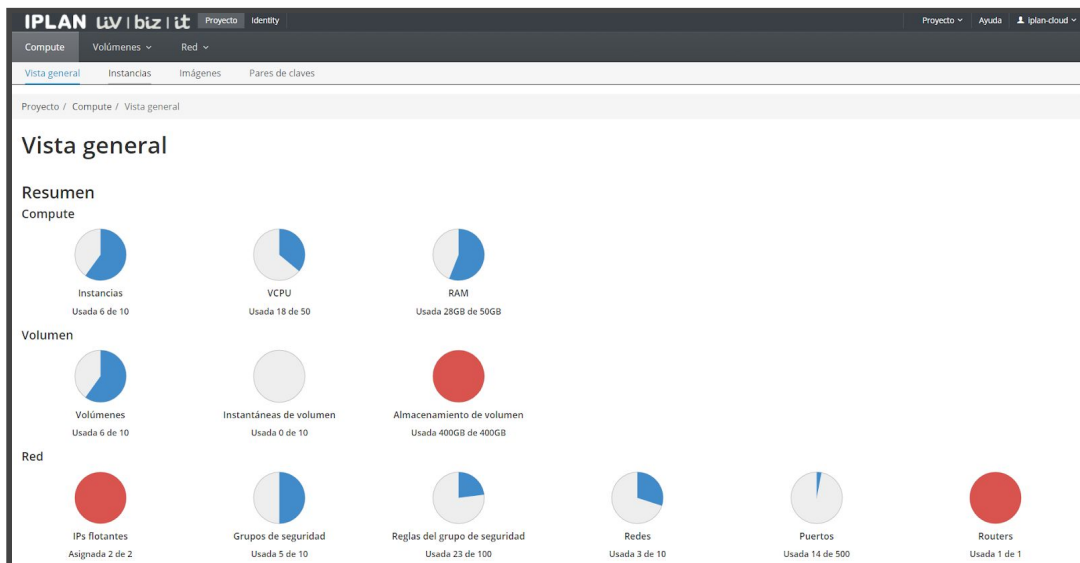 IPLAN liv | biz | it Proyecto Identity Proyecto Ayuda iplan-cloud
Compute Volúmenes Red
Vista general Instancias Imágenes Pares de claves
Proyecto / Compute / Vista general
Vista general
Resumen
Compute
Instancias VCPU RAM
Usada 6 de 10 Usada 18 de 50 Usada 28GB de 50GB
Volumen
Volúmenes Instantáneas de volumen Almacenamiento de volumen
Usada 6 de 10 Usada 0 de 10 Usada 400GB de 400GB
Red
IPs flotantes Grupos de seguridad Reglas del grupo de seguridad Redes Puertos Routers
Asignada 2 de 2 Usada 5 de 10 Usada 23 de 100 Usada 3 de 10 Usada 14 de 500 Usada 1 de 1